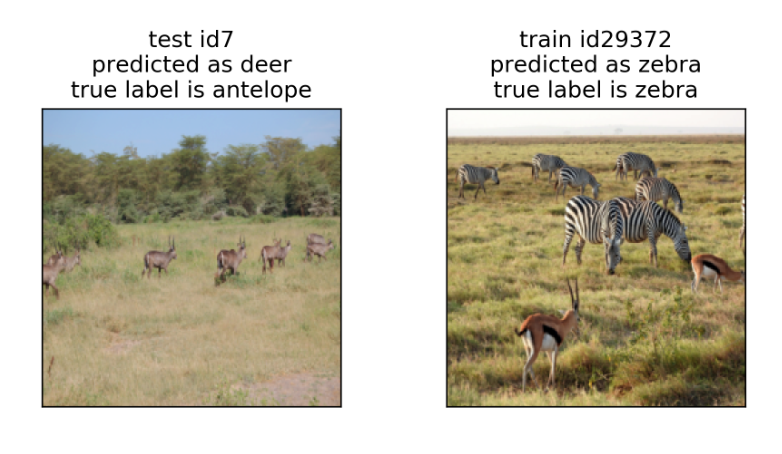 test id7
predicted as deer
true label is antelope
train id29372
predicted as zebra
true label is zebra